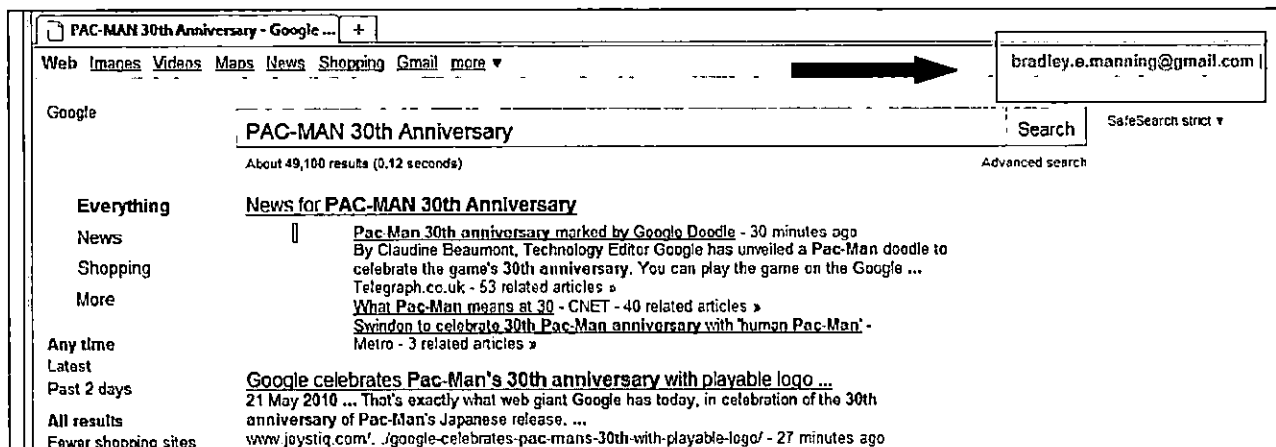 PAC-MAN 30th Anniversary - Google ... +
Web Images Videos Maps News Shopping Gmail more ▼
bradley.e.manning@gmail.com |
Google
PAC-MAN 30th Anniversary
Search
SafeSearch strict ▼
About 49,100 results (0.12 seconds)
Advanced search
Everything
News
Shopping
More
Any time
Latest
Past 2 days
All results
Fewer shopping sites
News for PAC-MAN 30th Anniversary
Pac-Man 30th anniversary marked by Google Doodle - 30 minutes ago
By Claudine Beaumont, Technology Editor Google has unveiled a Pac-Man doodle to
celebrate the game's 30th anniversary. You can play the game on the Google ...
Telegraph.co.uk - 53 related articles »
What Pac-Man means at 30 - CNET - 40 related articles »
Swindon to celebrate 30th Pac-Man anniversary with 'human Pac-Man' -
Metro - 3 related articles »
Google celebrates Pac-Man's 30th anniversary with playable logo ...
21 May 2010 ... That's exactly what web giant Google has today, in celebration of the 30th
anniversary of Pac-Man's Japanese release. ...
www.joystiq.com/.../google-celebrates-pac-mans-30th-with-playable-logo/ - 27 minutes ago